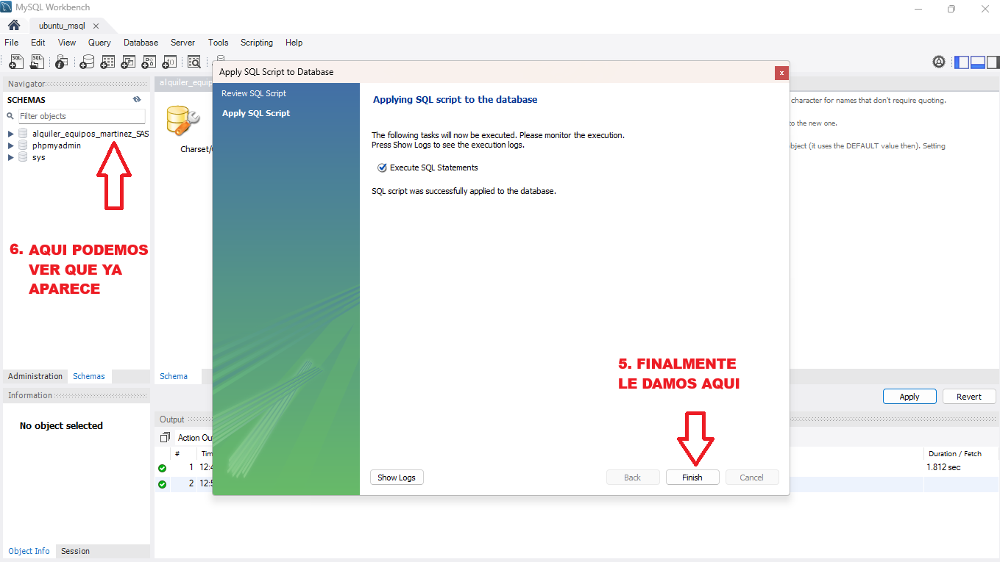 MySQL Workbench
ubuntu_msql
File Edit View Query Database Server Tools Scripting Help
Navigator
SCHEMAS
Filter objects
alquiler_equipos_martinez_SAS
phpmyadmin
sys
6. AQUI PODEMOS
VER QUE YA
APARECE
Administration Schemas
Information
No object selected
Object Info Session
alquiler_equip
Charset/
Schema
character for names that don't require quoting.
to the new one.
bject (it uses the DEFAULT value then). Setting
Apply SQL Script to Database
x
Review SQL Script
Apply SQL Script
Applying SQL script to the database
The following tasks will now be executed. Please monitor the execution.
Press Show Logs to see the execution logs.
Execute SQL Statements
SQL script was successfully applied to the database.
5. FINALMENTE
LE DAMOS AQUI
Show Logs Back Finish Cancel
Apply Revert
Output
Action Ou
# Tim Duration / Fetch
1 12:4 1.812 sec
2 12:5